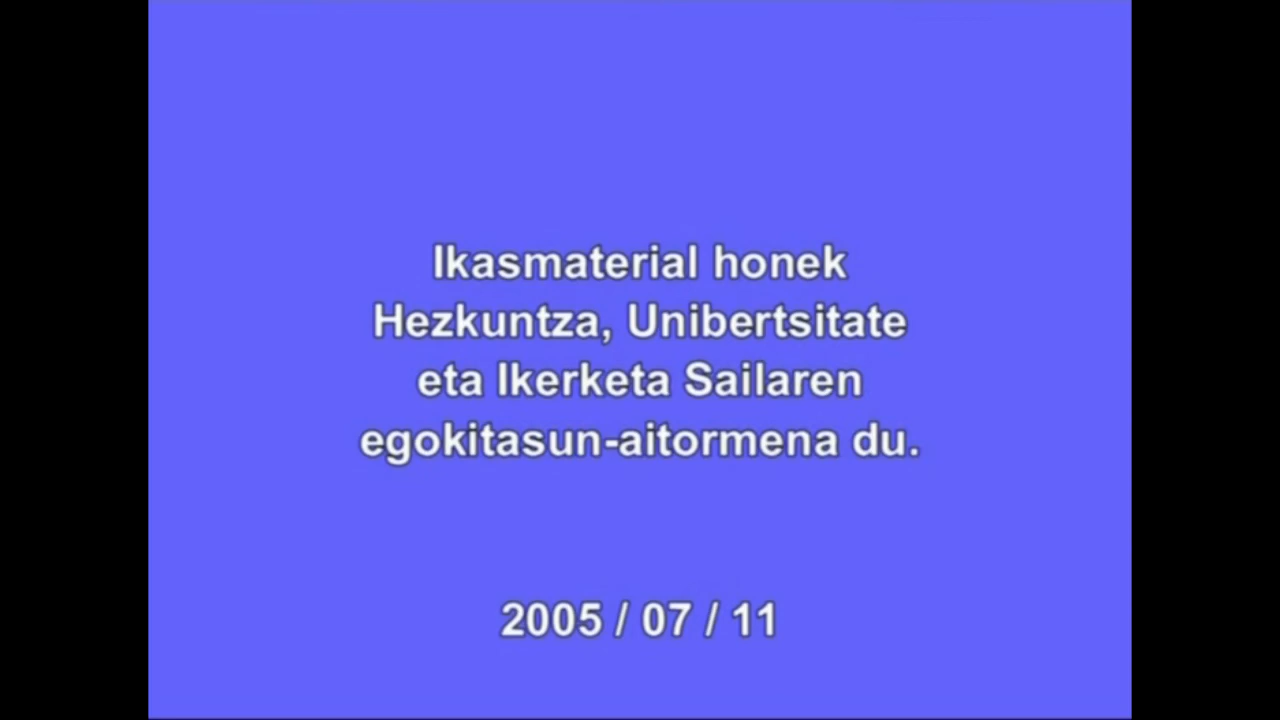 Ikasmaterial honek
Hezkuntza, Unibertsitate
eta Ikerketa Sailaren
egokitasun-aitormena du.
2005 / 07 / 11